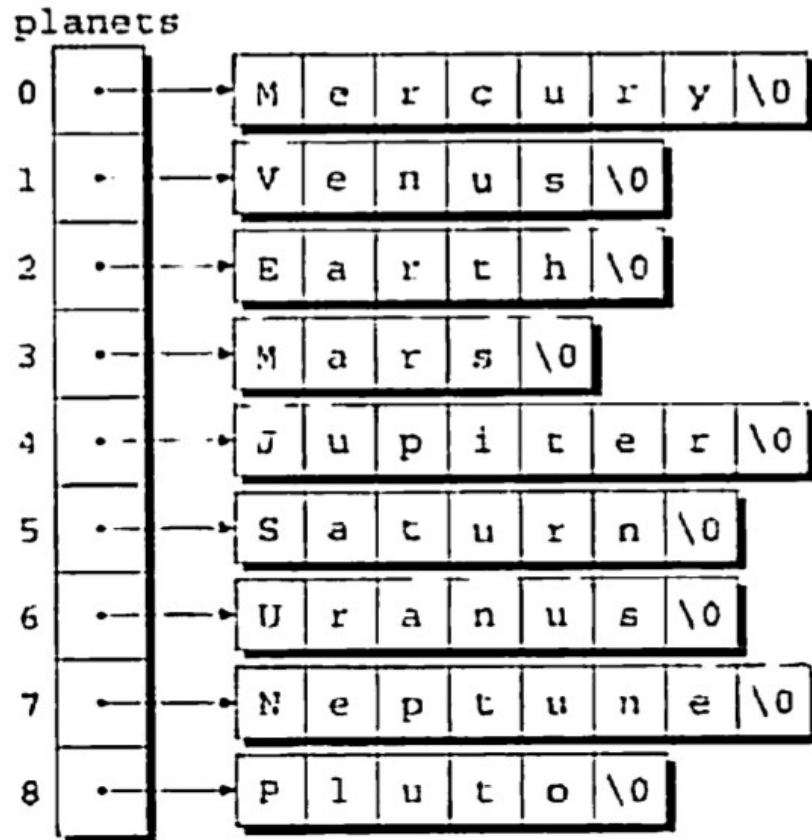 planets
0 M e r c u r y \0
1 V e n u s \0
2 E a r t h \0
3 M a r s \0
4 J u p i t e r \0
5 S a t u r n \0
6 U r a n u s \0
7 N e p t u n e \0
8 P l u t o \0